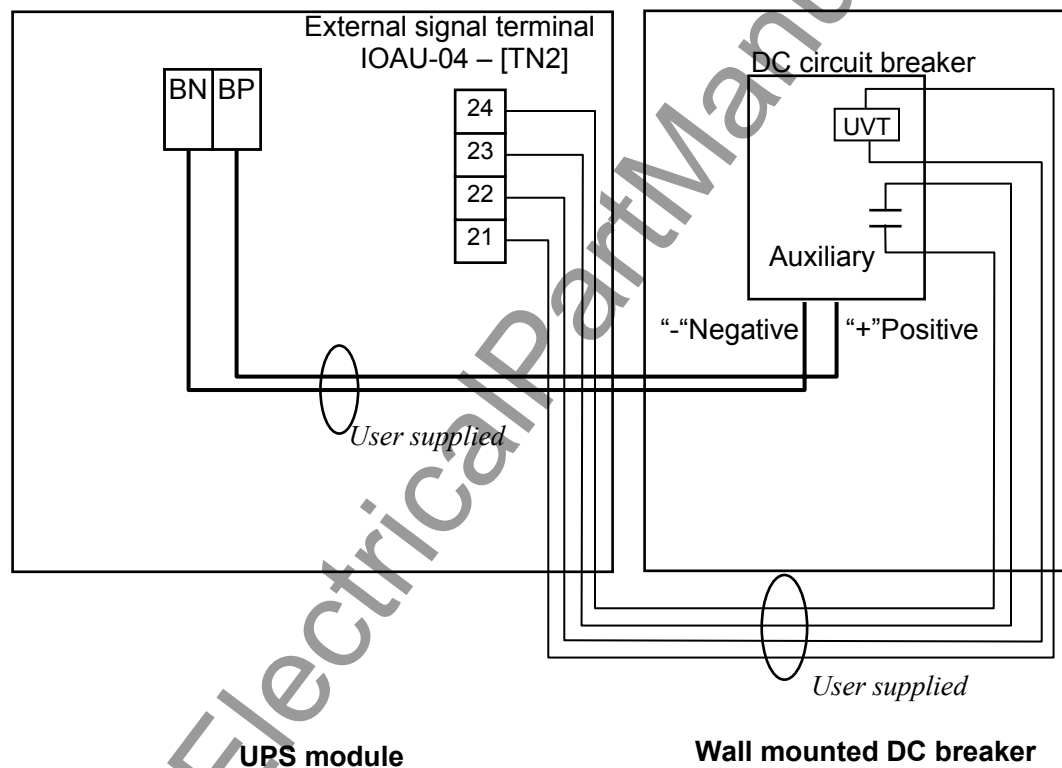 External signal terminal
IOAU-04 – [TN2]
BN BP
24
23
22
21
DC circuit breaker
UVT
Auxiliary
“-“Negative
“+”Positive
User supplied
User supplied
UPS module
Wall mounted DC breaker
ElectricalPartManu